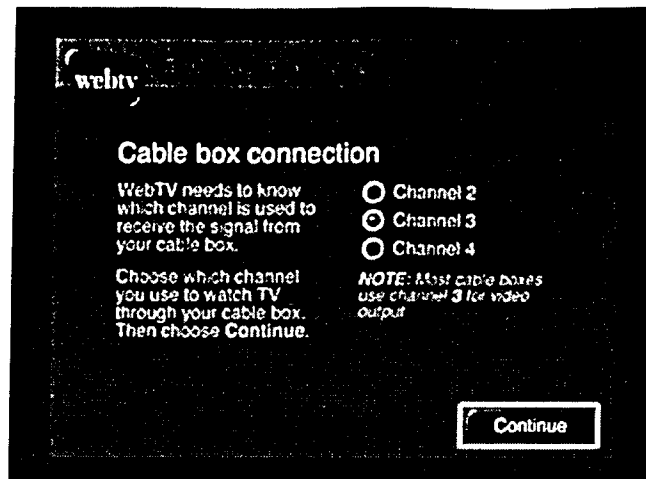 webtv
Cable box connection
WebTV needs to know
which channel is used to
receive the signal from
your cable box.
Choose which channel
you use to watch TV
through your cable box.
Then choose Continue.
Channel 2
Channel 3
Channel 4
NOTE: Most cable boxes
use channel 3 for video
output
Continue